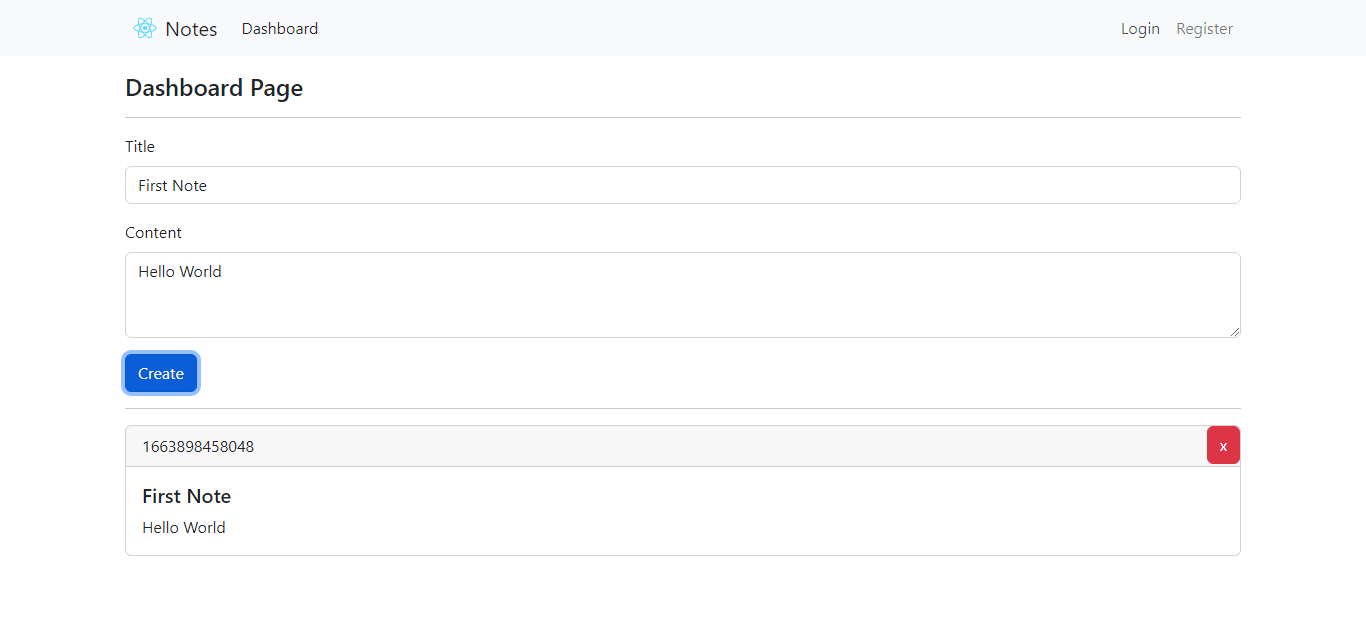 Notes Dashboard Login Register
Dashboard Page
Title
First Note
Content
Hello World
Create
1663898458048 x
First Note
Hello World